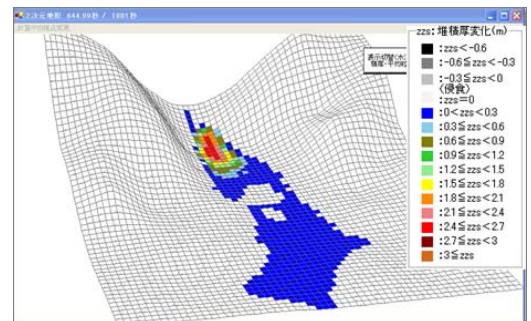 2次元地形 644.09秒 / 1801秒
zzs: 堆積厚変化(m)
:zzs<-0.6
:-0.6≦zzs<-0.3
:-0.3≦zzs<0
(侵食)
:zzs=0
:0<zzs<0.3
:0.3≦zzs<0.6
:0.6≦zzs<0.9
:0.9≦zzs<1.2
:1.2≦zzs<1.5
:1.5≦zzs<1.8
:1.8≦zzs<2.1
:2.1≦zzs<2.4
:2.4≦zzs<2.7
:2.7≦zzs<3
:3≦zzs